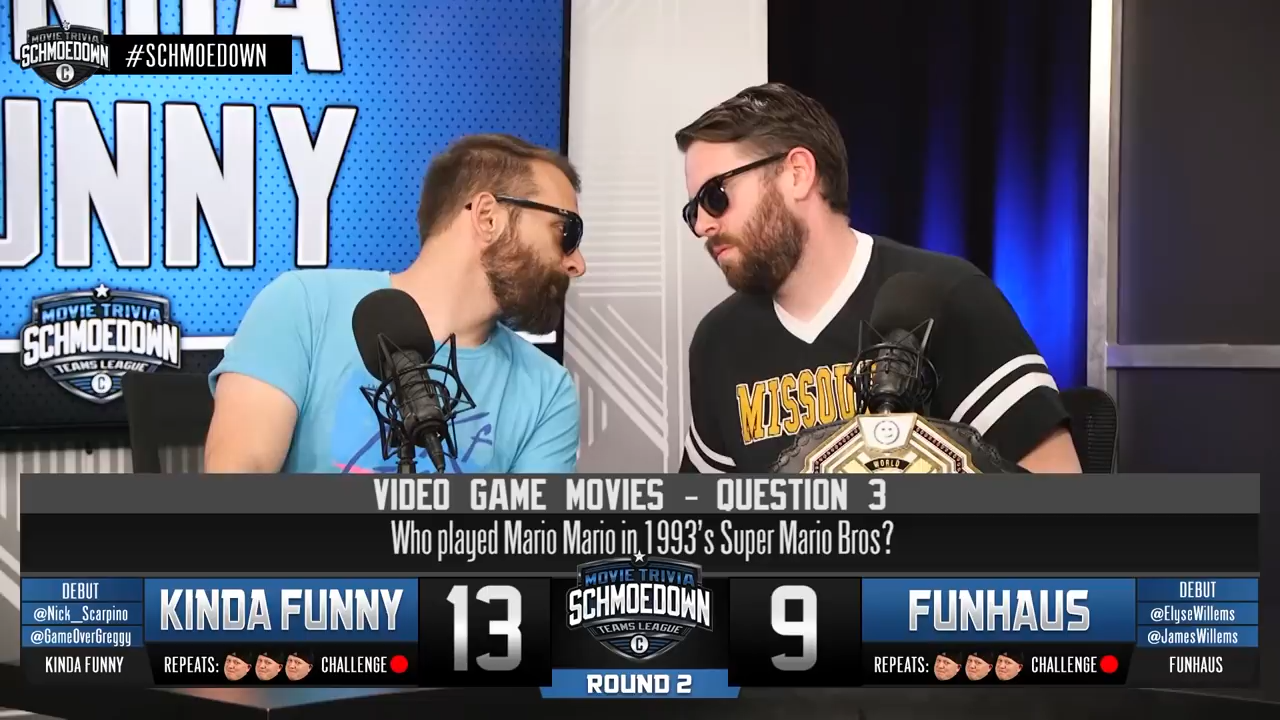 MOVIE TRIVIA
SCHMOEDOWN
C
#SCHMOEDOWN
UNNY
MOVIE TRIVIA
SCHMOEDOWN
TEAMS LEAGUE
C
MISSOU
WORLD
VIDEO GAME MOVIES - QUESTION 3
Who played Mario Mario in 1993's Super Mario Bros?
DEBUT
@Nick_Scarpino
@GameOverGreggy
KINDA FUNNY
KINDA FUNNY
REPEATS:
CHALLENGE
13
MOVIE TRIVIA
SCHMOEDOWN
TEAMS LEAGUE
C
ROUND 2
9
FUNHAUS
REPEATS:
CHALLENGE
DEBUT
@ElyseWillems
@JamesWillems
FUNHAUS